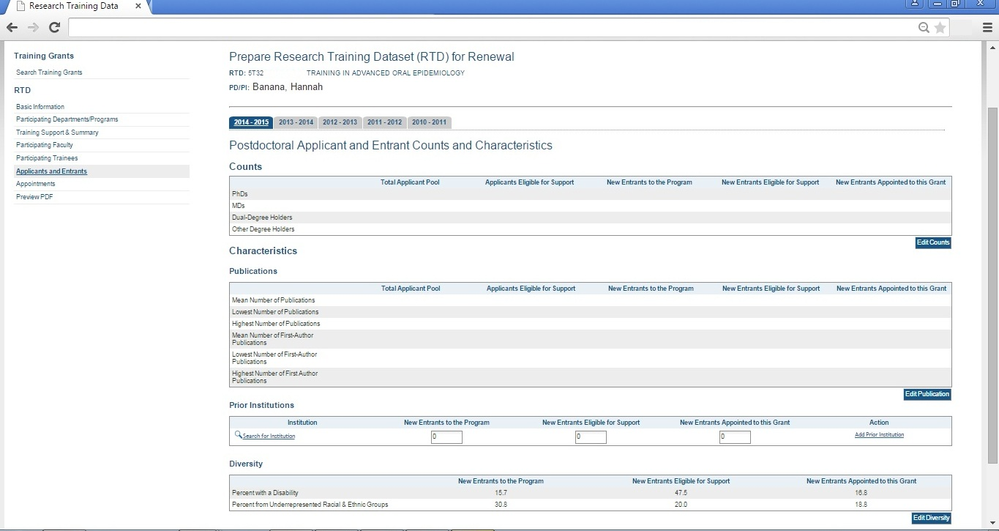 Research Training Data
Training Grants
Search Training Grants
RTD
Basic Information
Participating Departments/Programs
Training Support & Summary
Participating Faculty
Participating Trainees
Applicants and Entrants
Appointments
Preview PDF
Prepare Research Training Dataset (RTD) for Renewal
RTD: 5T32 TRAINING IN ADVANCED ORAL EPIDEMIOLOGY
PD/PI: Banana, Hannah
2014 - 2015 2013 - 2014 2012 - 2013 2011 - 2012 2010 - 2011
Postdoctoral Applicant and Entrant Counts and Characteristics
Counts
Total Applicant Pool Applicants Eligible for Support New Entrants to the Program New Entrants Eligible for Support New Entrants Appointed to this Grant
PhDs
MDs
Dual-Degree Holders
Other Degree Holders
Edit Counts
Characteristics
Publications
Total Applicant Pool Applicants Eligible for Support New Entrants to the Program New Entrants Eligible for Support New Entrants Appointed to this Grant
Mean Number of Publications
Lowest Number of Publications
Highest Number of Publications
Mean Number of First-Author
Publications
Lowest Number of First-Author
Publications
Highest Number of First Author
Publications
Edit Publication
Prior Institutions
Institution New Entrants to the Program New Entrants Eligible for Support New Entrants Appointed to this Grant Action
Search for Institution 0 0 0 Add Prior Institution
Diversity
New Entrants to the Program New Entrants Eligible for Support New Entrants Appointed to this Grant
Percent with a Disability 15.7 47.5 16.8
Percent from Underrepresented Racial & Ethnic Groups 30.8 20.0 18.8
Edit Diversity